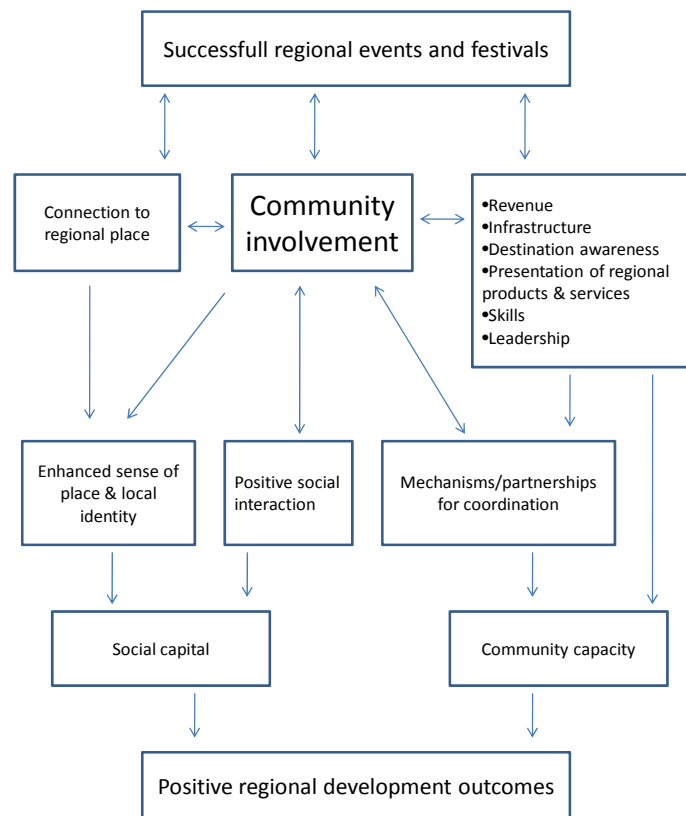 Successfull regional events and festivals
Connection to
regional place
Community
involvement
•Revenue
•Infrastructure
•Destination awareness
•Presentation of regional
products & services
•Skills
•Leadership
Enhanced sense of
place & local
identity
Positive social
interaction
Mechanisms/partnerships
for coordination
Social capital
Community capacity
Positive regional development outcomes